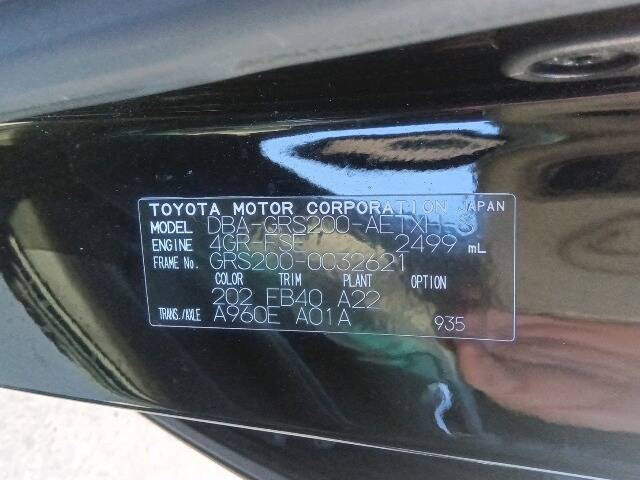 TOYOTA MOTOR CORPORATION JAPAN
MODEL DBA-GRS200-AETXH-S
ENGINE 4GR-FSE 2499 mL
FRAME No. GRS200-0032621
COLOR TRIM PLANT OPTION
202 FB40 A22
TRANS./AXLE A960E A01A 935